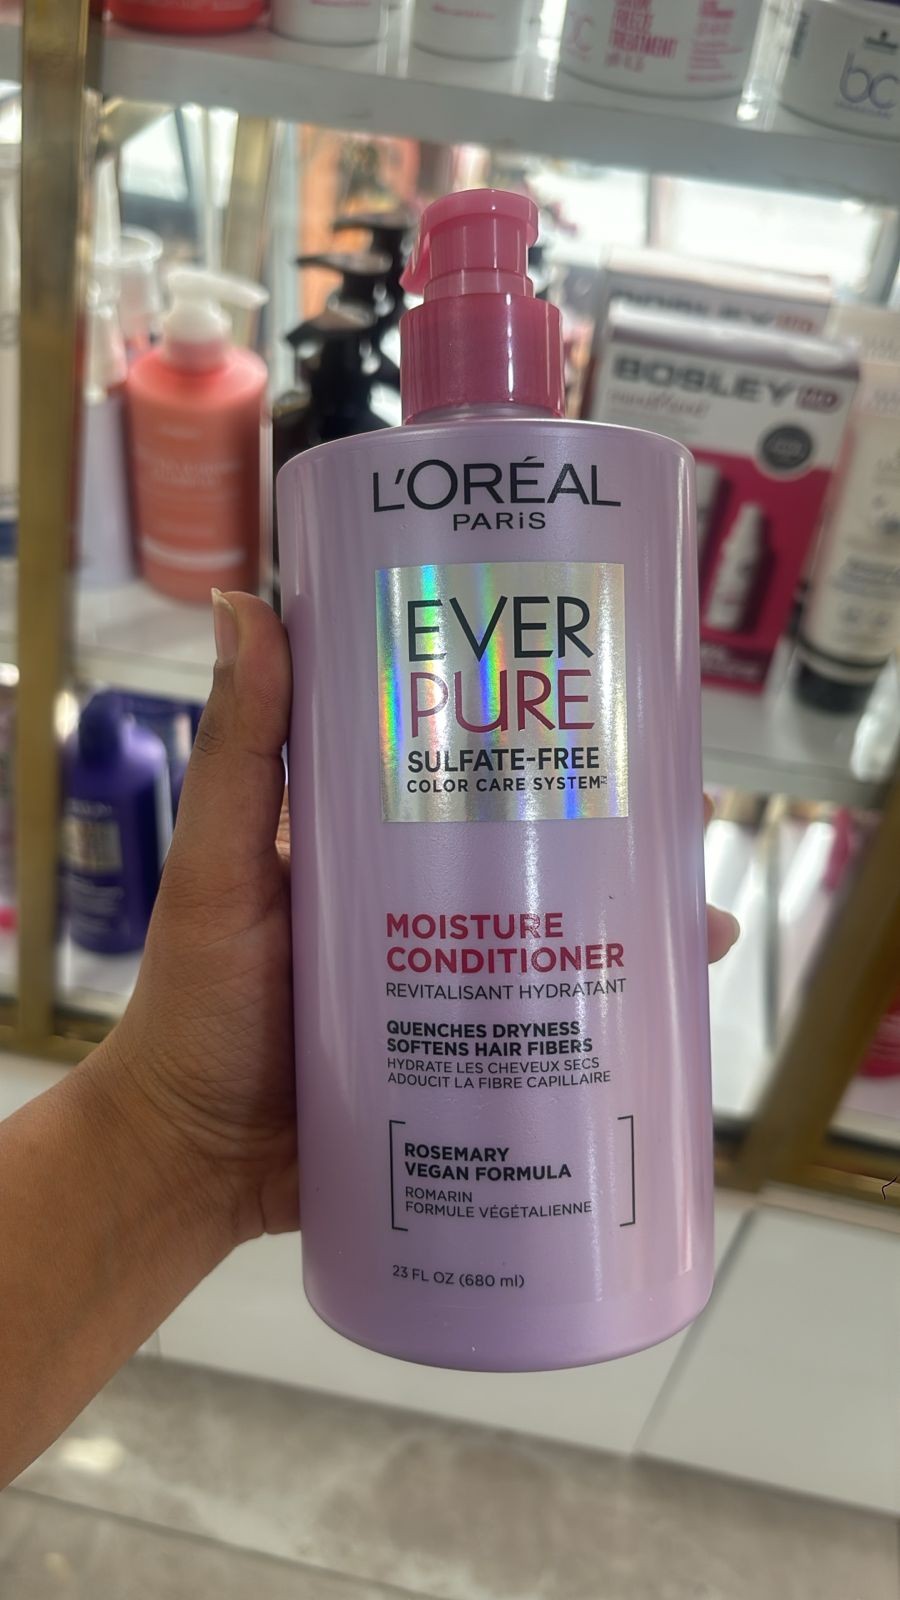 bc
BOSLEY MD
L'ORÉAL
PARiS
EVER
PURE
SULFATE-FREE
COLOR CARE SYSTEM
MOISTURE
CONDITIONER
REVITALISANT HYDRATANT
QUENCHES DRYNESS
SOFTENS HAIR FIBERS
HYDRATE LES CHEVEUX SECS
ADOUCIT LA FIBRE CAPILLAIRE
ROSEMARY
VEGAN FORMULA
ROMARIN
FORMULE VÉGÉTALIENNE
23 FL OZ (680 ml)